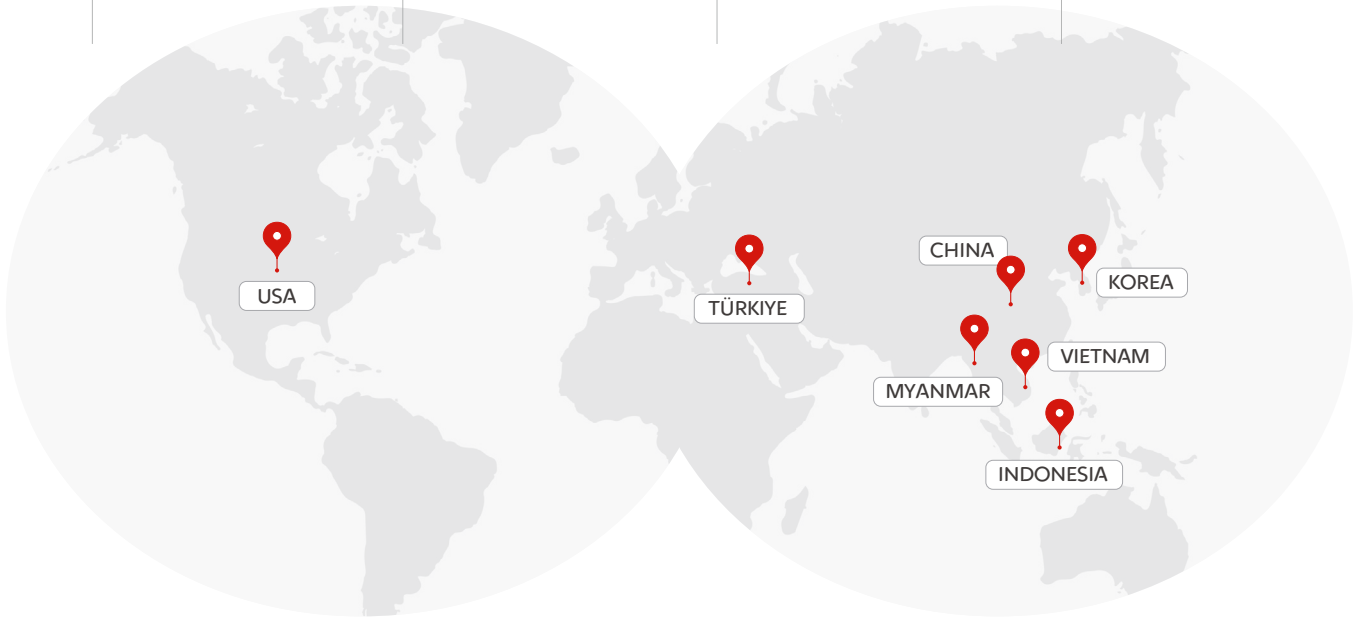 CHINA
KOREA
USA
TÜRKIYE
VIETNAM
MYANMAR
INDONESIA